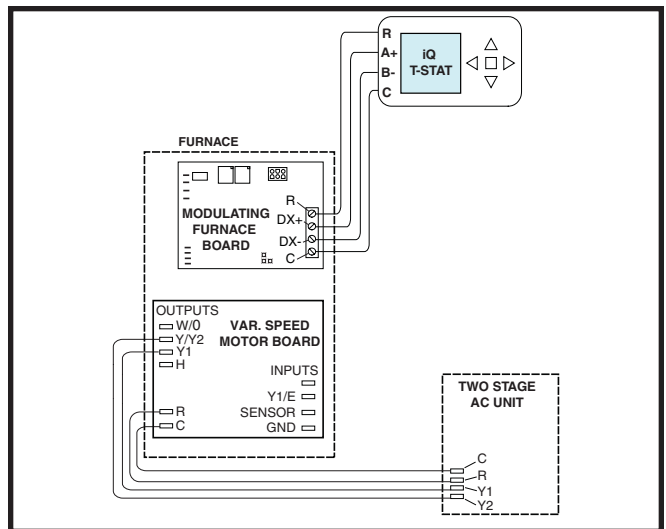 R
A+
B-
C
iQ
T-STAT
FURNACE
R
DX+
DX-
C
MODULATING
FURNACE
BOARD
OUTPUTS
W/0
Y/Y2
Y1
H
R
C
VAR. SPEED
MOTOR BOARD
INPUTS
Y1/E
SENSOR
GND
TWO STAGE
AC UNIT
C
R
Y1
Y2